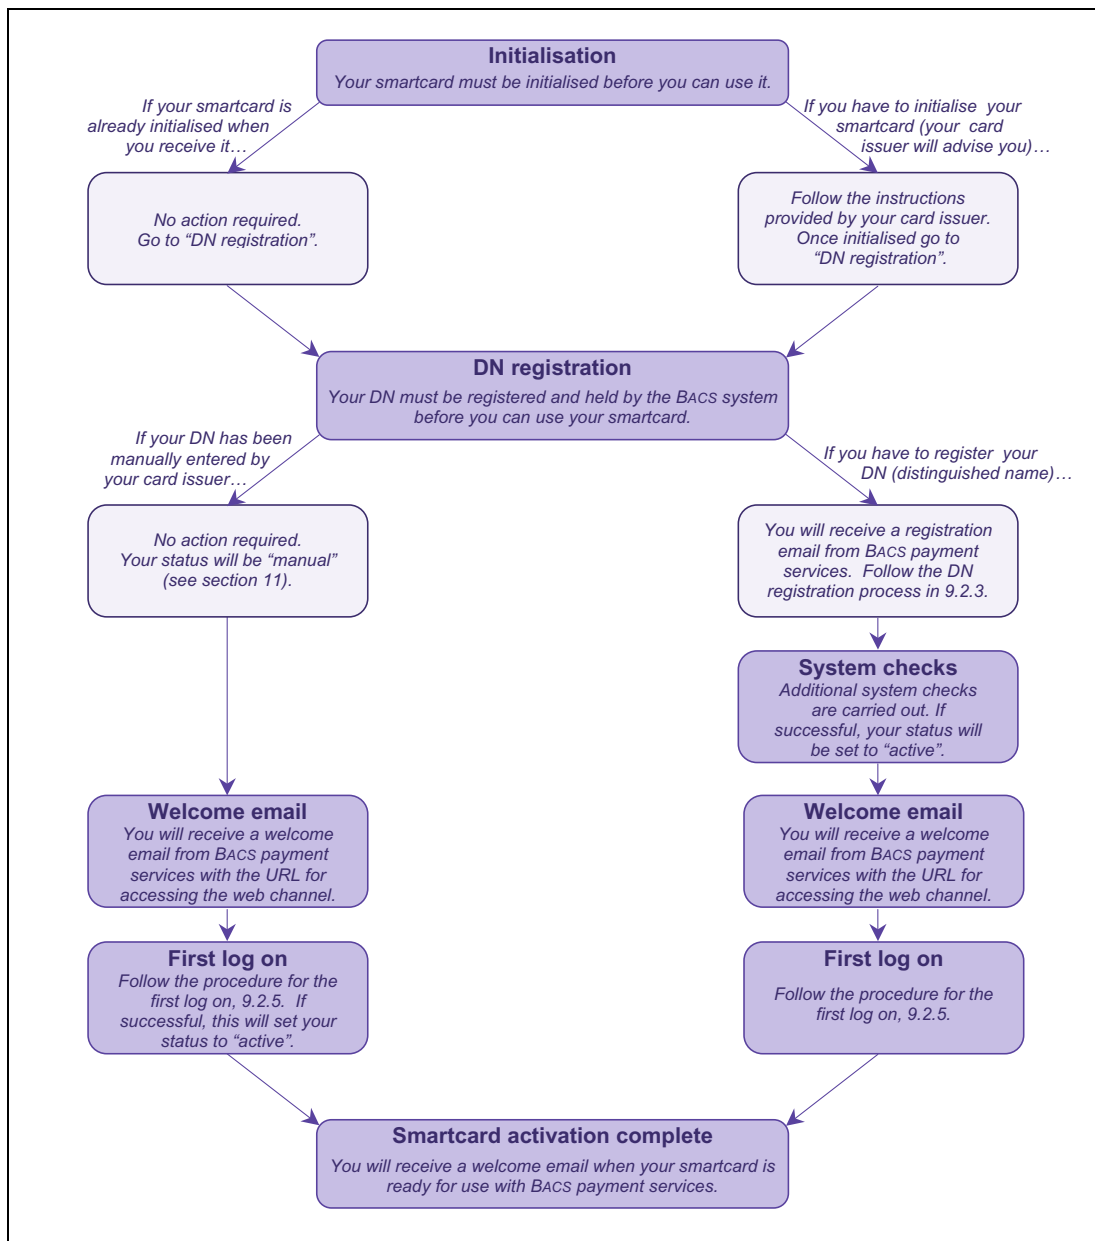 Initialisation
Your smartcard must be initialised before you can use it.
If your smartcard is
already initialised when
you receive it…
If you have to initialise your
smartcard (your card
issuer will advise you)…
No action required.
Go to “DN registration”.
Follow the instructions
provided by your card issuer.
Once initialised go to
“DN registration”.
DN registration
Your DN must be registered and held by the BACS system
before you can use your smartcard.
If your DN has been
manually entered by
your card issuer…
If you have to register your
DN (distinguished name)…
No action required.
Your status will be “manual”
(see section 11).
You will receive a registration
email from BACS payment
services. Follow the DN
registration process in 9.2.3.
System checks
Additional system checks
are carried out. If
successful, your status will
be set to “active”.
Welcome email
You will receive a welcome
email from BACS payment
services with the URL for
accessing the web channel.
Welcome email
You will receive a welcome
email from BACS payment
services with the URL for
accessing the web channel.
First log on
Follow the procedure for the
first log on, 9.2.5. If
successful, this will set your
status to “active”.
First log on
Follow the procedure for the
first log on, 9.2.5.
Smartcard activation complete
You will receive a welcome email when your smartcard is
ready for use with BACS payment services.